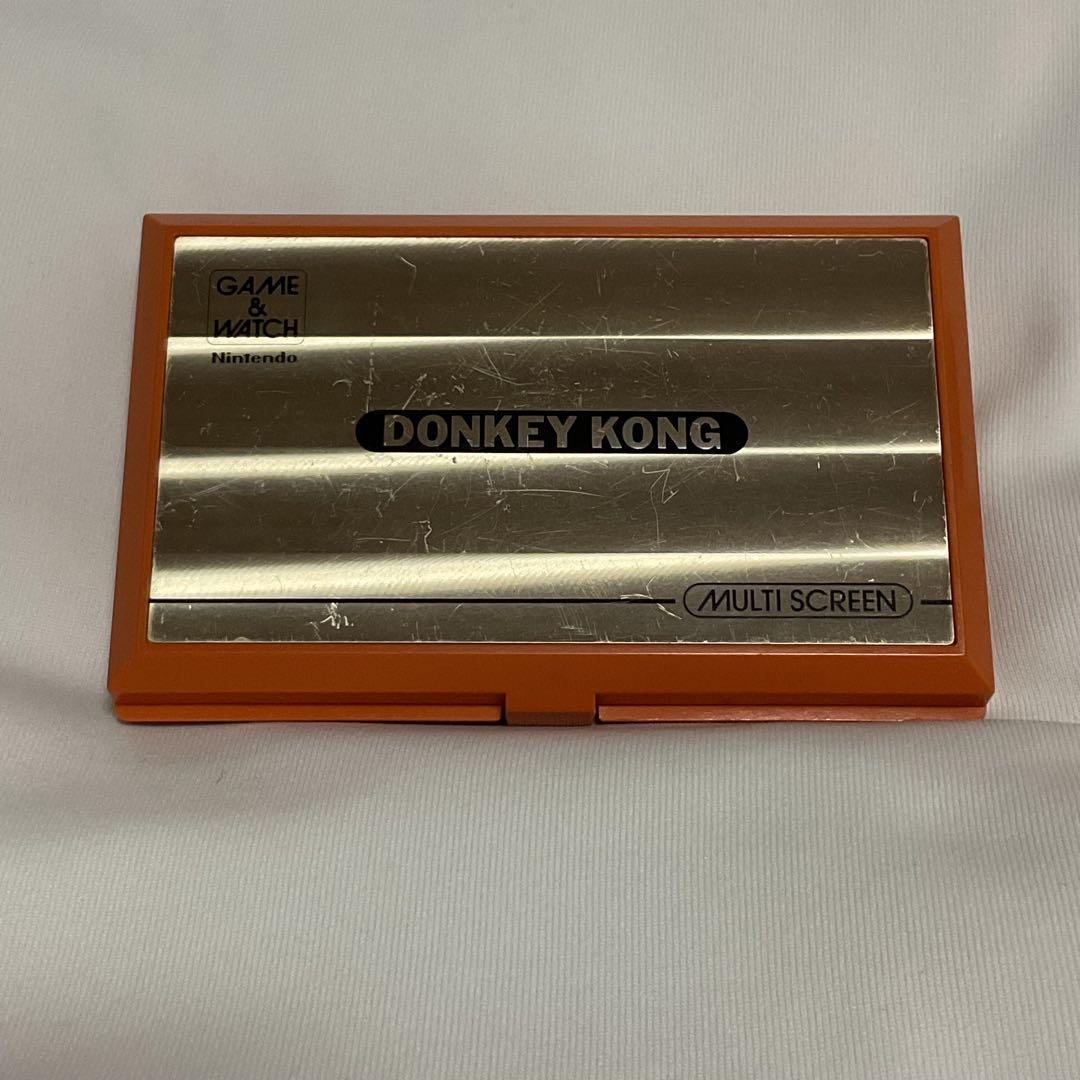 GAME
&
WATCH
Nintendo
DONKEY KONG
MULTI SCREEN